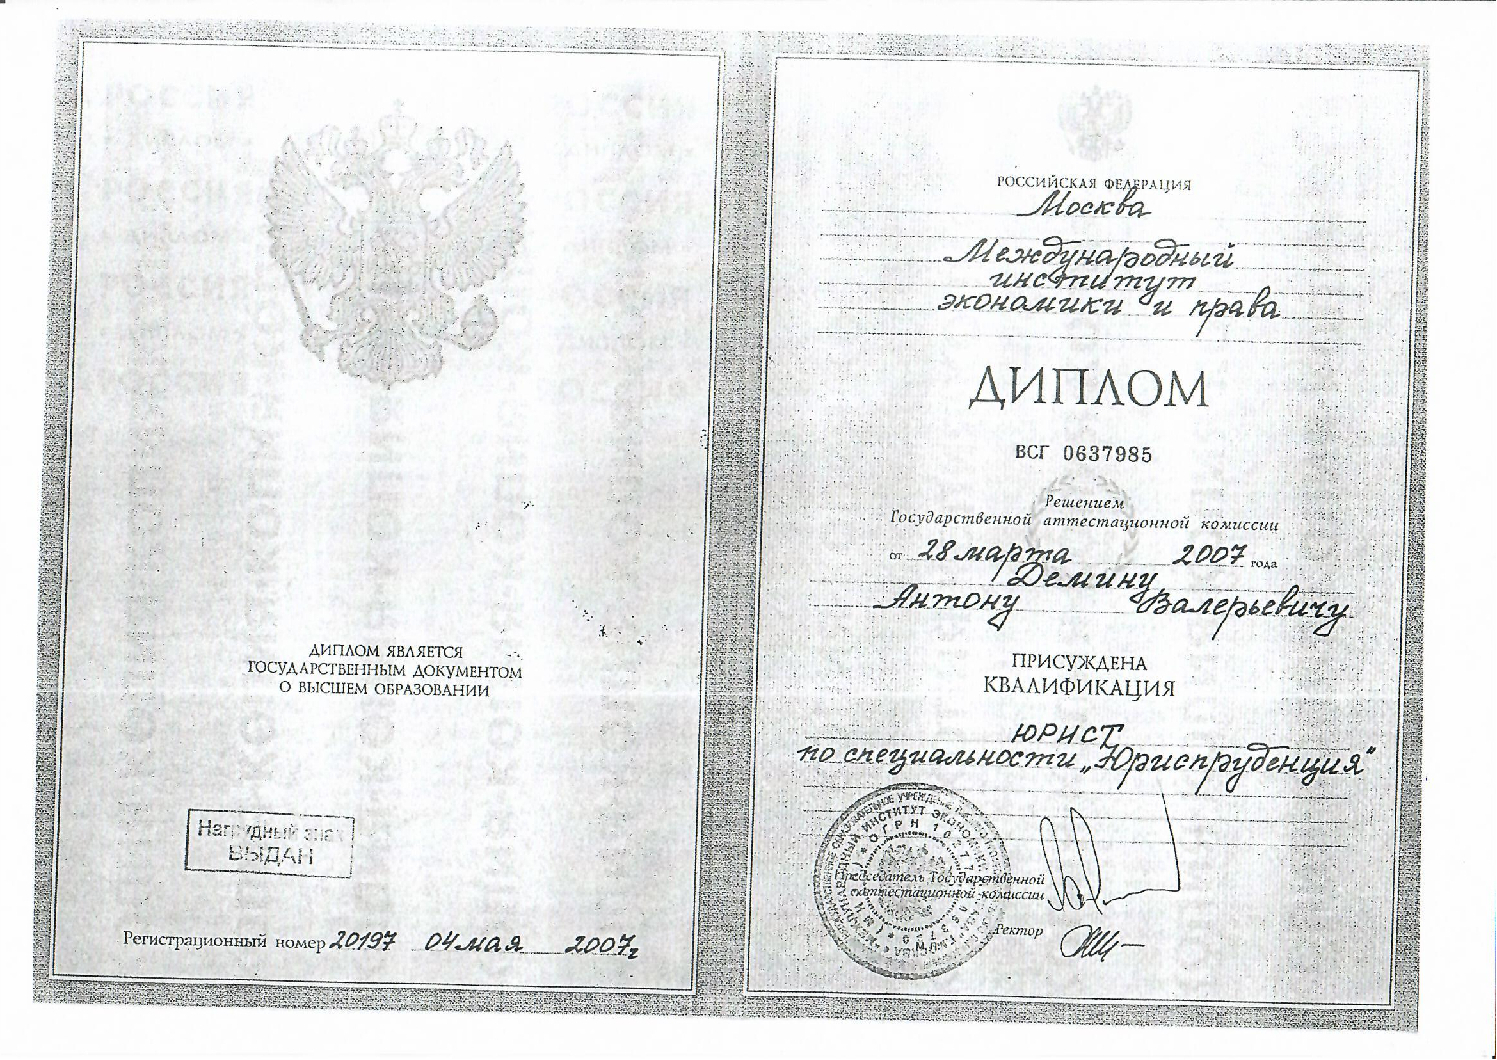 ДИПЛОМ ЯВЛЯЕТСЯ
ГОСУДАРСТВЕННЫМ ДОКУМЕНТОМ
О ВЫСШЕМ ОБРАЗОВАНИИ
Нагрудный знак
ВЫДАН
Регистрационный номер 20197 04 мая 2007г
РОССИЙСКАЯ ФЕДЕРАЦИЯ
Москва
Международный
институт
экономики и права
ДИПЛОМ
ВСГ 0637985
Решением
Государственной аттестационной комиссии
от 28 марта 2007 года
Демину
Антону Валерьевичу
ПРИСУЖДЕНА
КВАЛИФИКАЦИЯ
ЮРИСТ
по специальности „Юриспруденция"
Председатель Государственной
аттестационной комиссии
Ректор